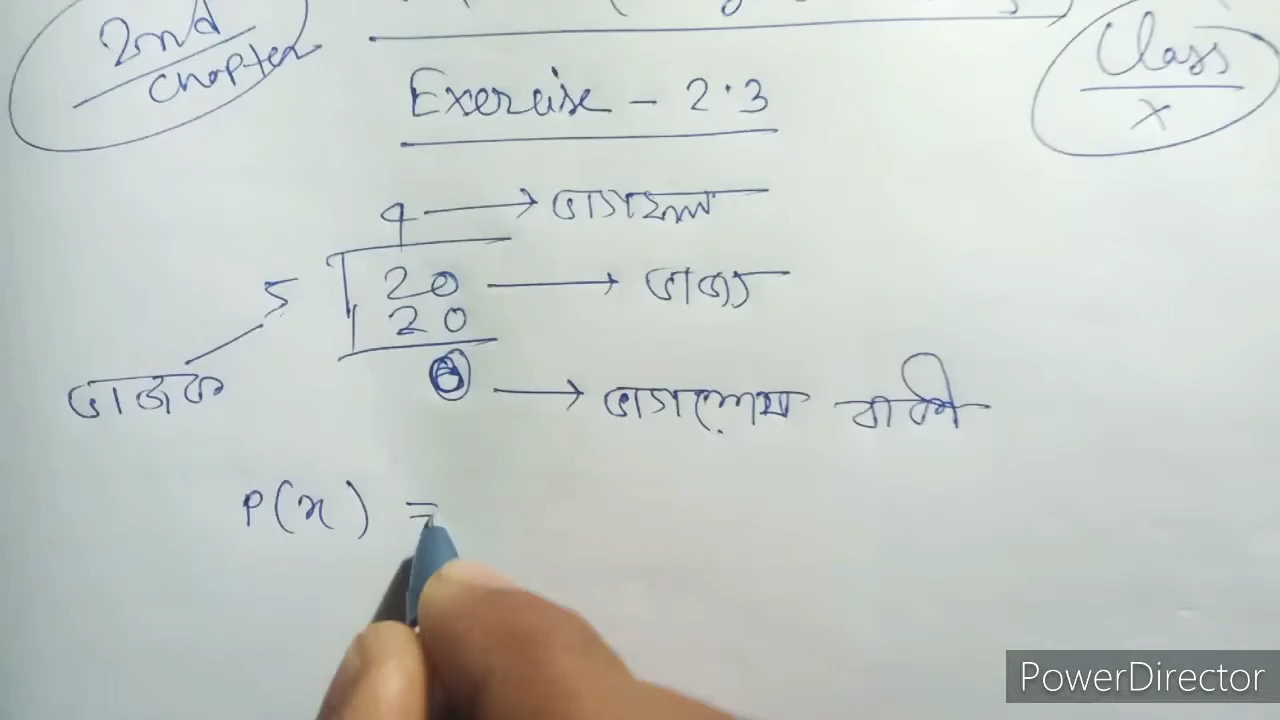 2nd
chapter
Class
X
Exercise - 2.3
4 → ভাগফল
5
20 → ভাজ্য
20
0 → ভাগশেষ বাকী
ভাজক
P(x) =
PowerDirector